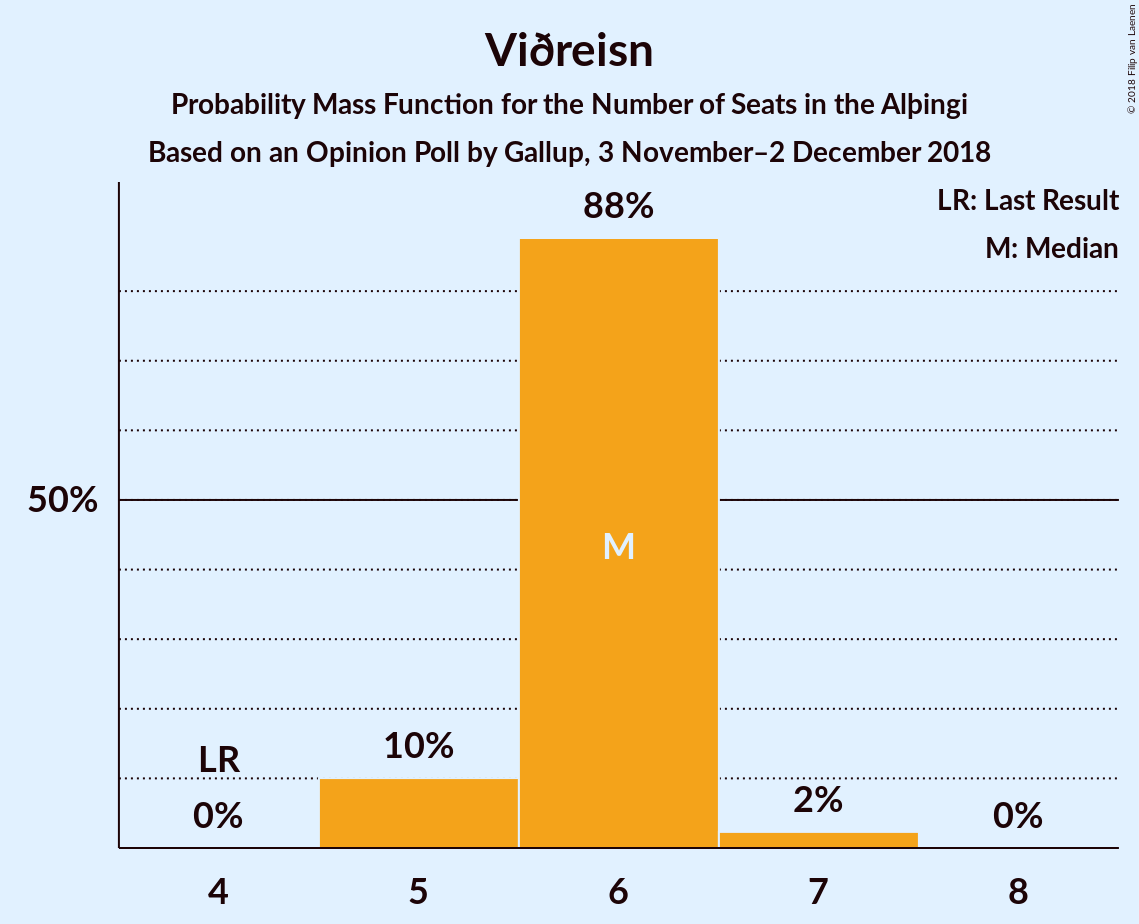 Viðreisn
Probability Mass Function for the Number of Seats in the Alþingi
Based on an Opinion Poll by Gallup, 3 November–2 December 2018
© 2018 Filip van Laenen
LR: Last Result
M: Median
88%
50%
M
LR
10%
0%
2%
0%
4 5 6 7 8